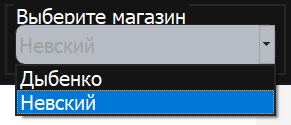 Выберите магазин
Невский
Дыбенко
Невский